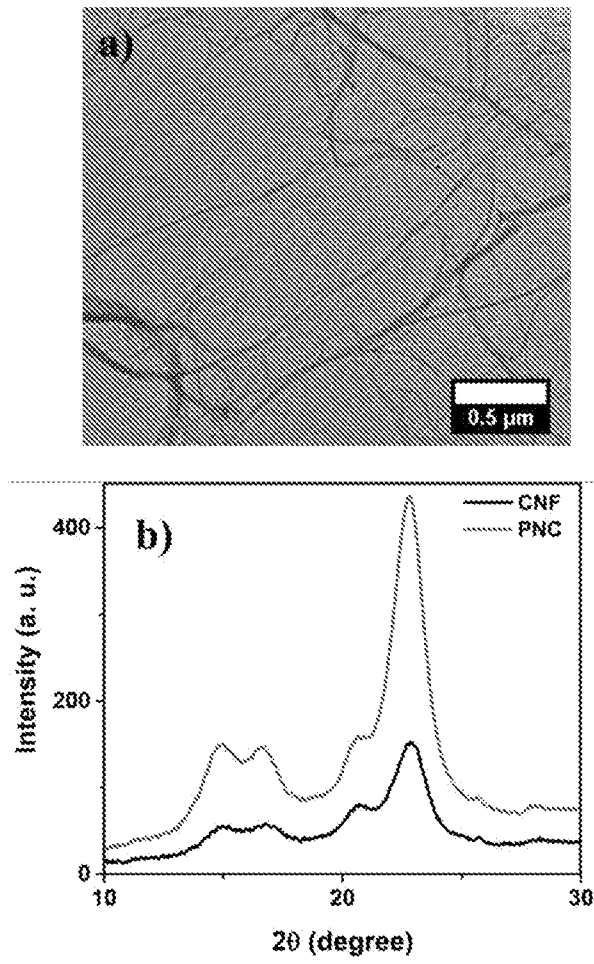 a)
0.5 μm
b)
CNF
PNC
400
200
0
10
20
30
Intensity (a. u.)
2θ (degree)